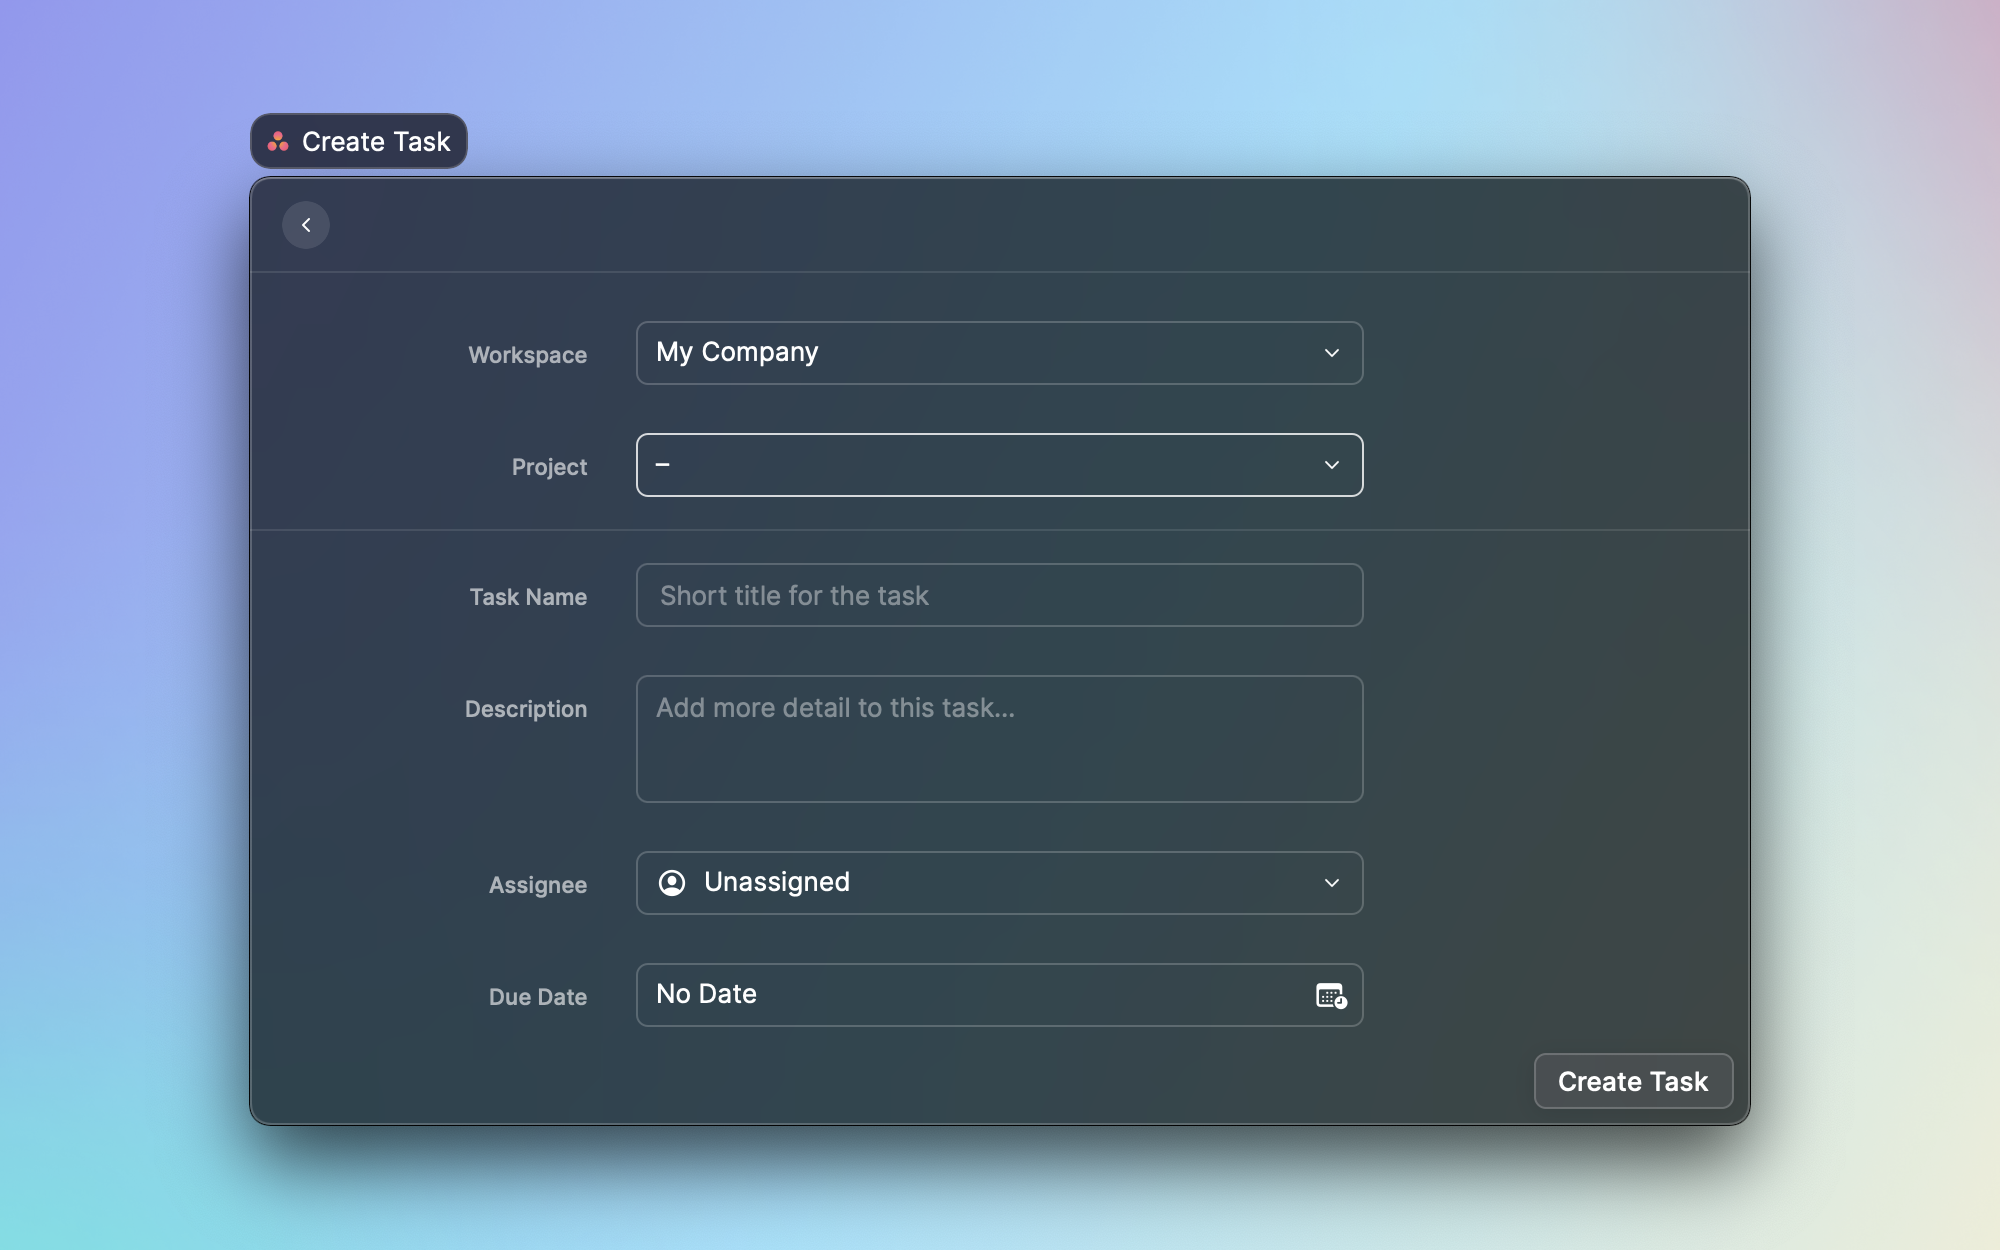 Create Task
Workspace
My Company
Project
–
Task Name
Short title for the task
Description
Add more detail to this task...
Assignee
Unassigned
Due Date
No Date
Create Task